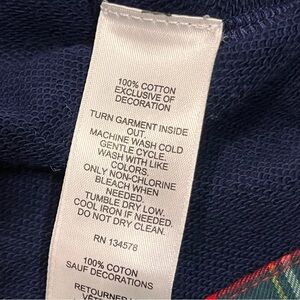 100% COTTON
EXCLUSIVE OF
DECORATION
TURN GARMENT INSIDE
OUT.
MACHINE WASH COLD
GENTLE CYCLE.
WASH WITH LIKE
COLORS.
ONLY NON-CHLORINE
BLEACH WHEN
NEEDED.
TUMBLE DRY LOW.
COOL IRON IF NEEDED.
DO NOT DRY CLEAN.
RN 134578
100% COTON
SAUF DECORATIONS
RETOURNER